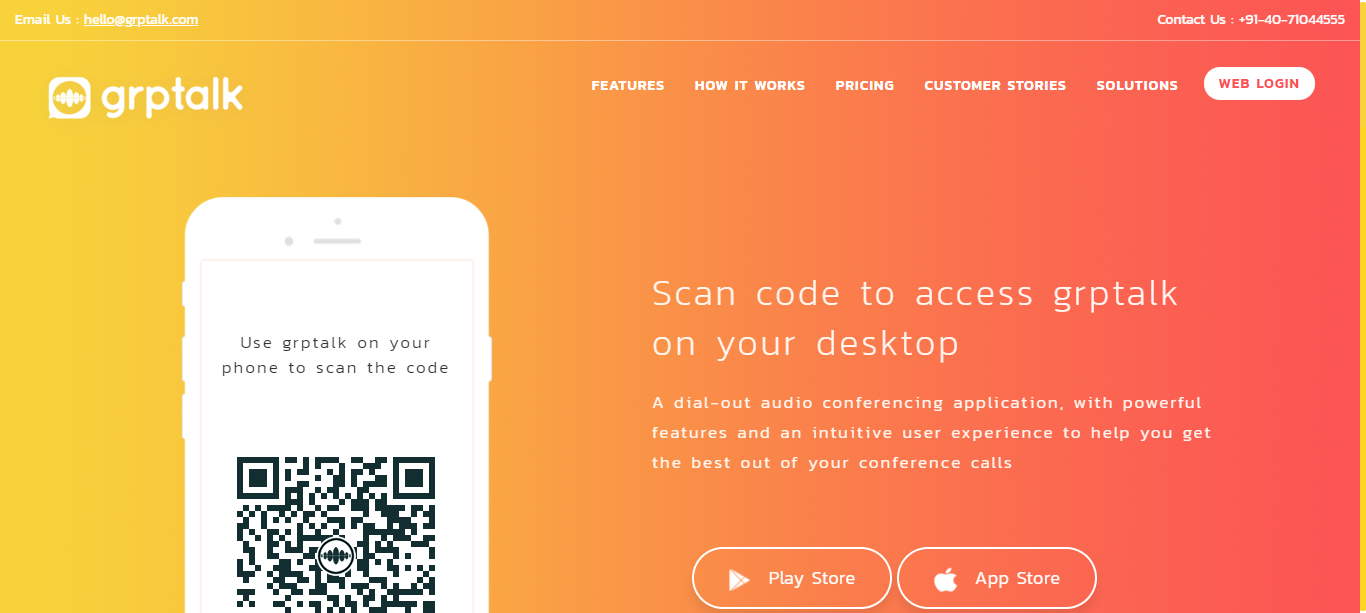 Email Us : hello@grptalk.com
Contact Us : +91-40-71044555
grptalk
FEATURES
HOW IT WORKS
PRICING
CUSTOMER STORIES
SOLUTIONS
WEB LOGIN
Use grptalk on your
phone to scan the code
Scan code to access grptalk
on your desktop
A dial-out audio conferencing application, with powerful
features and an intuitive user experience to help you get
the best out of your conference calls
Play Store
App Store